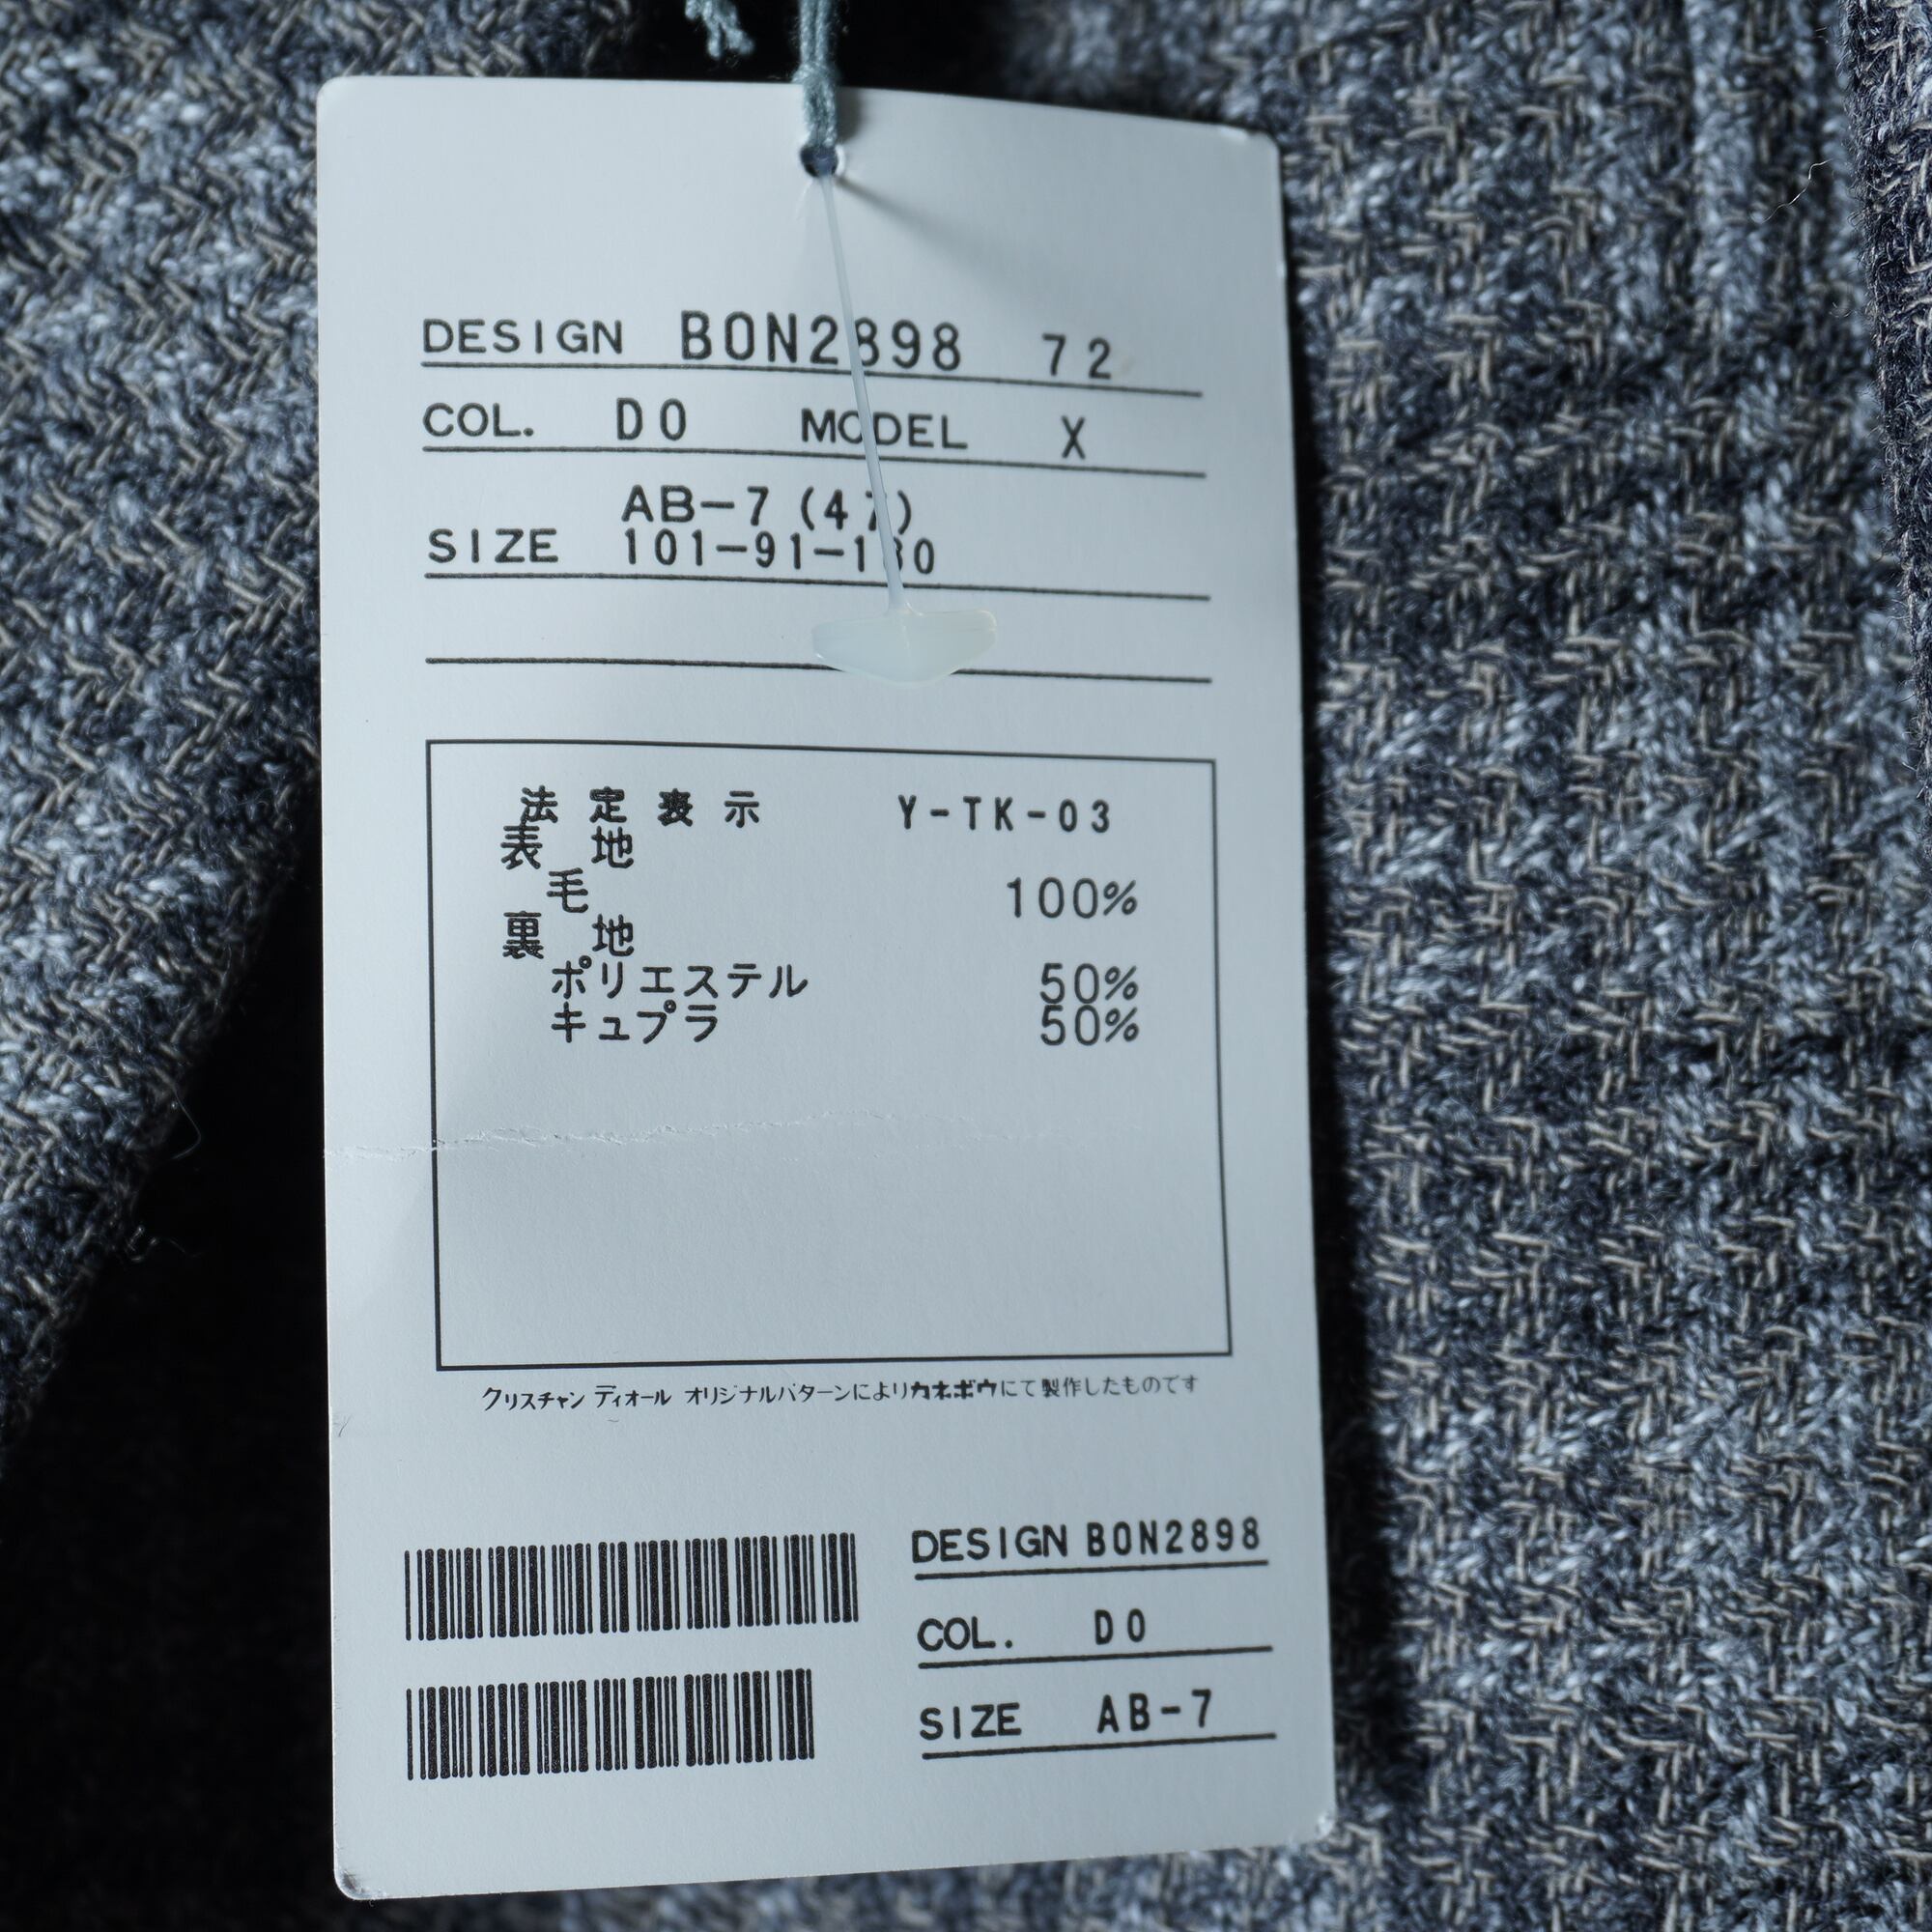 DESIGN BON2898 72
COL. D0 MODEL X
AB-7 (47)
SIZE 101-91-180
法定表示 Y-TK-03
表 地
毛 100%
裏 地
ポリエステル 50%
キュプラ 50%
クリスチャン ディオール オリジナルパターンによりカネボウにて製作したものです
DESIGN BON2898
COL. D0
SIZE AB-7